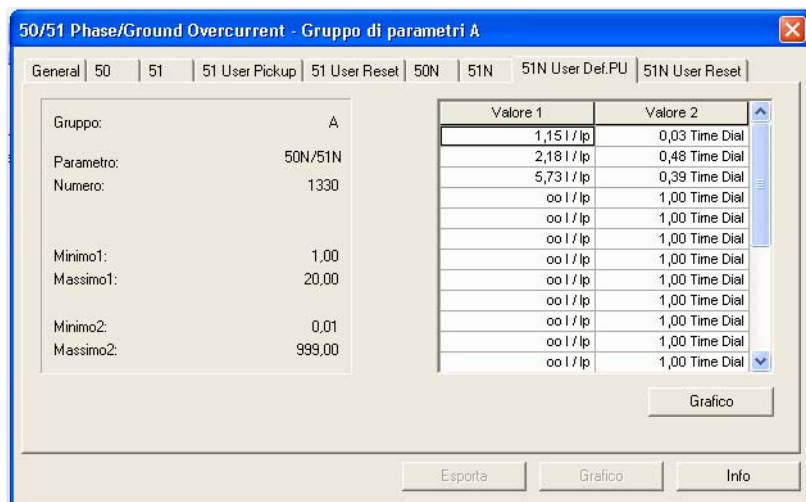 50/51 Phase/Ground Overcurrent - Gruppo di parametri A
General 50 51 51 User Pickup 51 User Reset 50N 51N 51N User Def.PU 51N User Reset
Gruppo: A
Parametro: 50N/51N
Numero: 1330
Minimo1: 1,00
Massimo1: 20,00
Minimo2: 0,01
Massimo2: 999,00
Valore 1 Valore 2
1,15 I / Ip 0,03 Time Dial
2,18 I / Ip 0,48 Time Dial
5,73 I / Ip 0,39 Time Dial
oo I / Ip 1,00 Time Dial
oo I / Ip 1,00 Time Dial
oo I / Ip 1,00 Time Dial
oo I / Ip 1,00 Time Dial
oo I / Ip 1,00 Time Dial
oo I / Ip 1,00 Time Dial
oo I / Ip 1,00 Time Dial
oo I / Ip 1,00 Time Dial
oo I / Ip 1,00 Time Dial
Grafico
Esporta Grafico Info